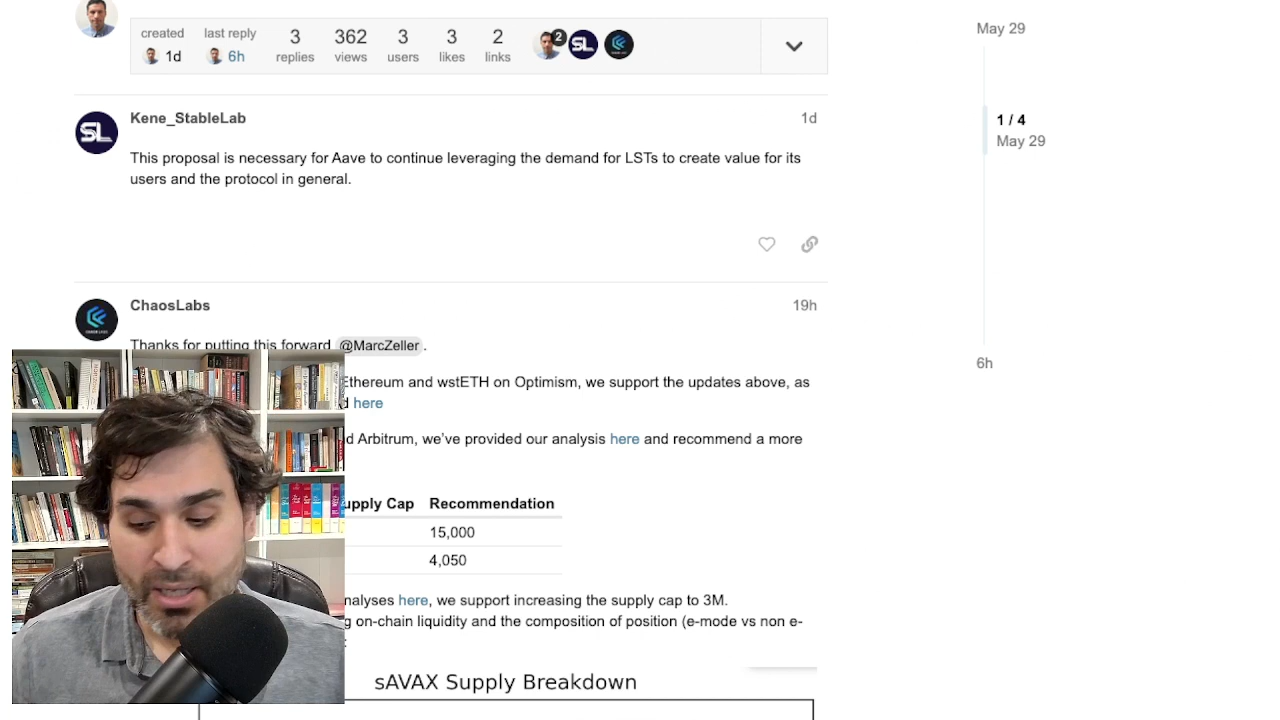 created
last reply
3
362
3
3
2
2
1d
6h
replies
views
users
likes
links
May 29
1 / 4
May 29
6h
SL
Kene_StableLab
1d
This proposal is necessary for Aave to continue leveraging the demand for LSTs to create value for its
users and the protocol in general.
ChaosLabs
19h
Thanks for putting this forward @MarcZeller.
Ethereum and wstETH on Optimism, we support the updates above, as
here
d Arbitrum, we've provided our analysis here and recommend a more
Supply Cap
Recommendation
15,000
4,050
nalyses here, we support increasing the supply cap to 3M.
g on-chain liquidity and the composition of position (e-mode vs non e-
sAVAX Supply Breakdown